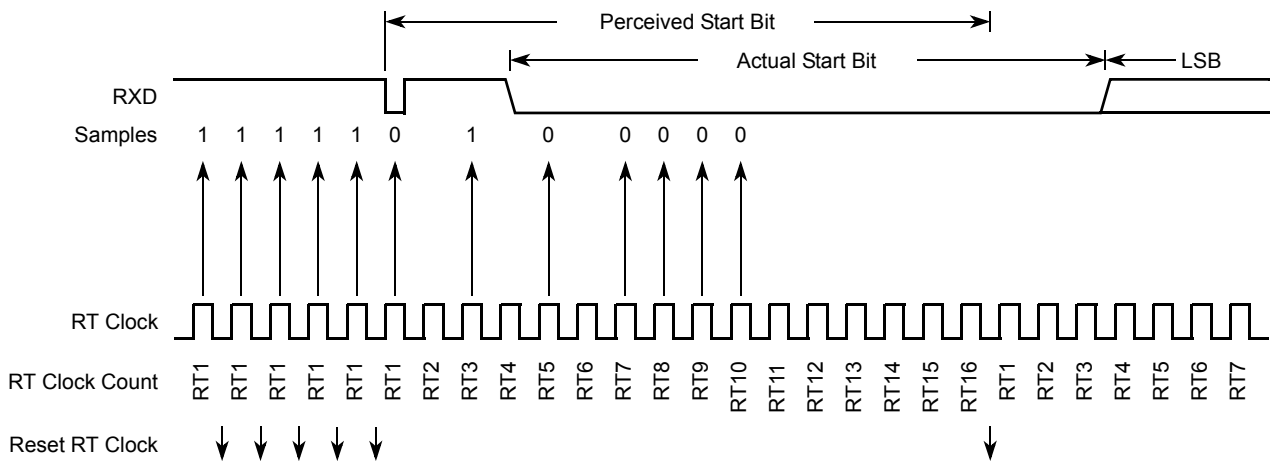 Perceived Start Bit
Actual Start Bit LSB
RXD
Samples 1 1 1 1 1 0 1 0 0 0 0 0
RT Clock
RT Clock Count RT1 RT1 RT1 RT1 RT1 RT1 RT2 RT3 RT4 RT5 RT6 RT7 RT8 RT9 RT10 RT11 RT12 RT13 RT14 RT15 RT16 RT1 RT2 RT3 RT4 RT5 RT6 RT7
Reset RT Clock